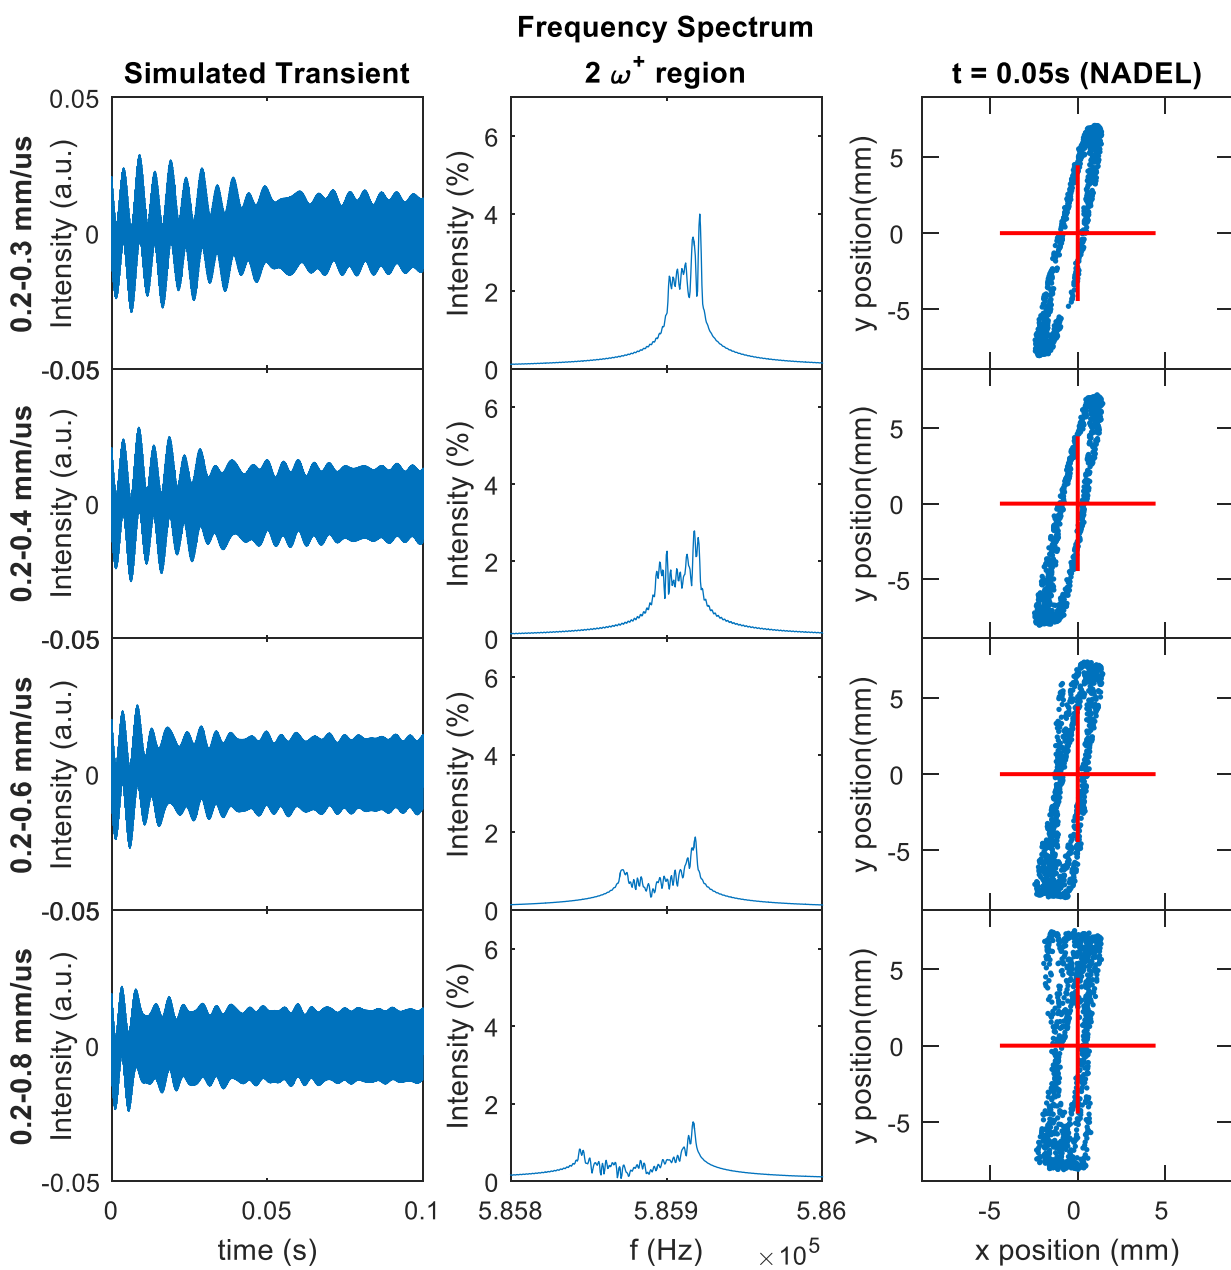 Frequency Spectrum
Simulated Transient
2 ω⁺ region
t = 0.05s (NADEL)
0.2-0.3 mm/us
Intensity (a.u.)
0.05
0
-0.05
Intensity (%)
6
4
2
0
y position(mm)
5
0
-5
0.2-0.4 mm/us
Intensity (a.u.)
0
-0.05
Intensity (%)
6
4
2
0
y position(mm)
5
0
-5
0.2-0.6 mm/us
Intensity (a.u.)
0
-0.05
Intensity (%)
6
4
2
0
y position(mm)
5
0
-5
0.2-0.8 mm/us
Intensity (a.u.)
0
-0.05
Intensity (%)
6
4
2
0
y position(mm)
5
0
-5
0 0.05 0.1
5.858 5.859 5.86
-5 0 5
time (s)
f (Hz)
×10⁵
x position (mm)